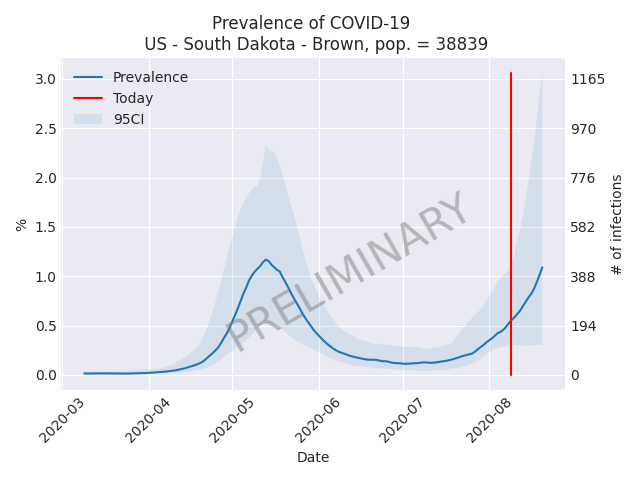 Prevalence of COVID-19
US - South Dakota - Brown, pop. = 38839
Prevalence
Today
95CI
3.0
2.5
2.0
1.5
1.0
0.5
0.0
%
1165
970
776
582
388
194
0
# of infections
PRELIMINARY
2020-03
2020-04
2020-05
2020-06
2020-07
2020-08
Date